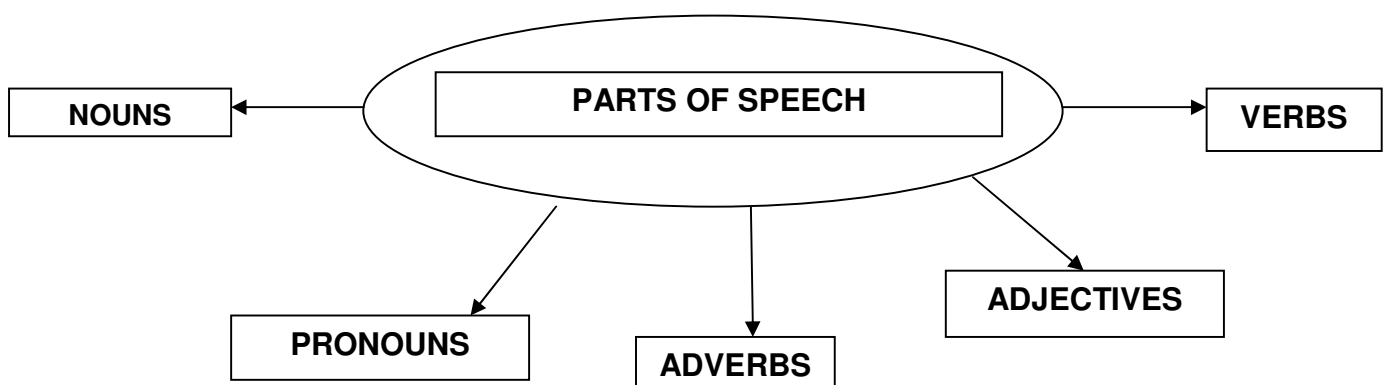 PARTS OF SPEECH
NOUNS
VERBS
ADJECTIVES
PRONOUNS
ADVERBS